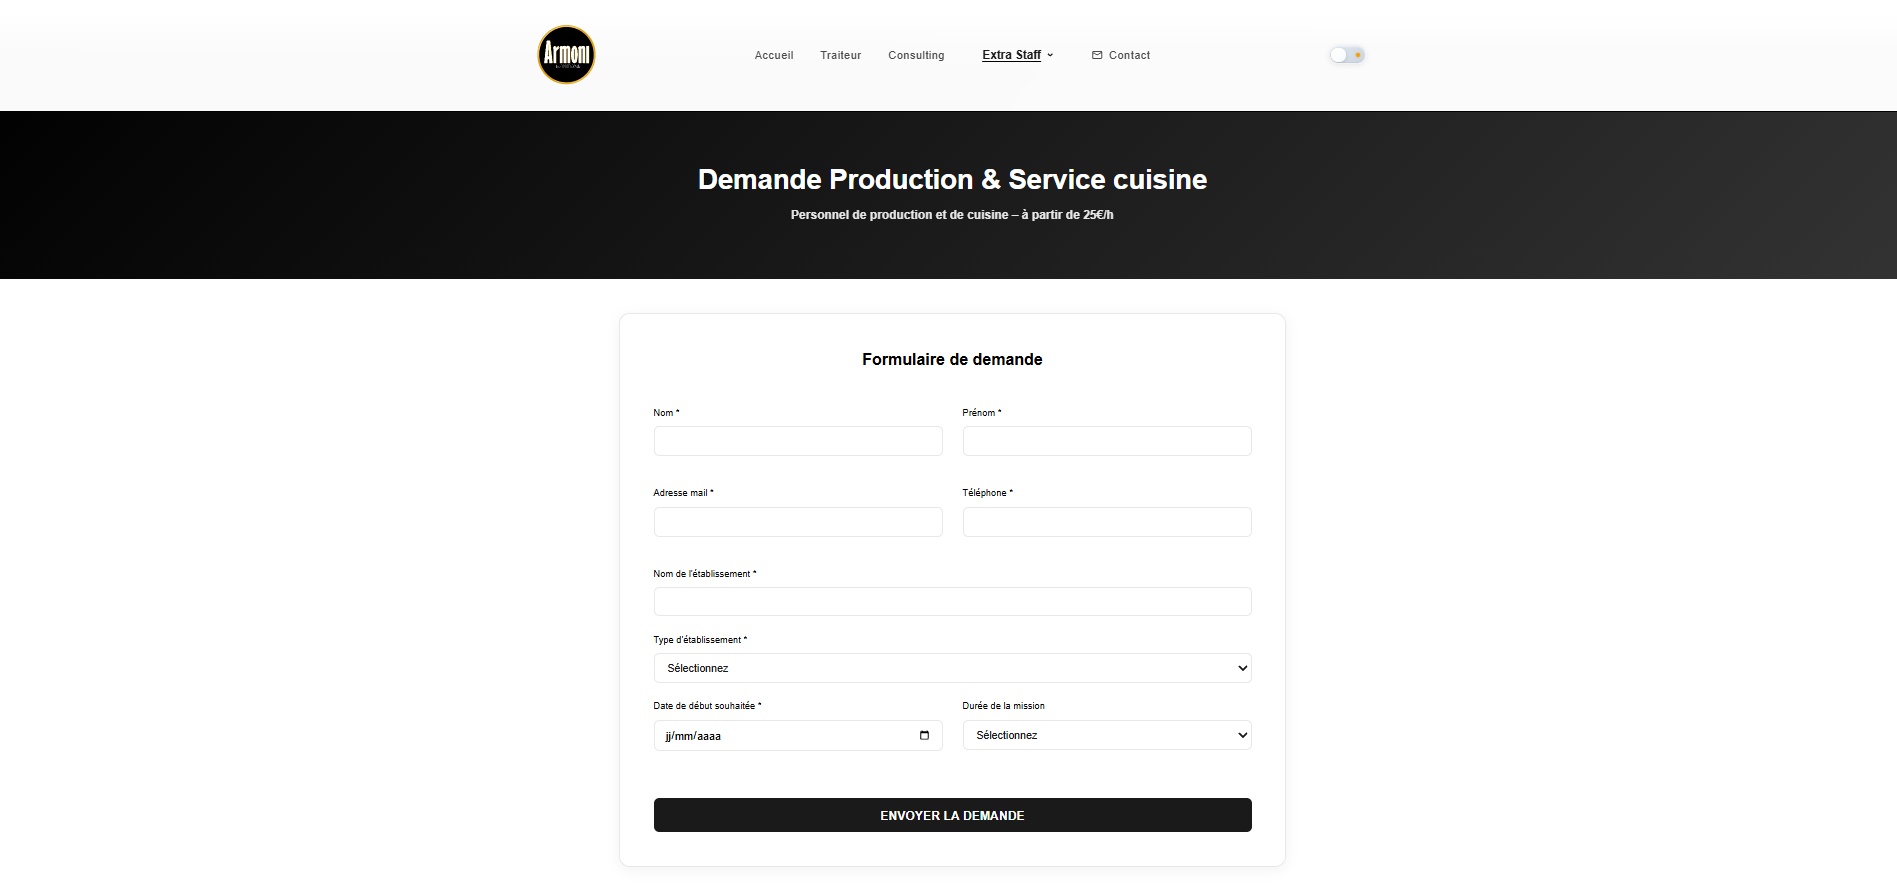 Armoni
Accueil
Traiteur
Consulting
Extra Staff
Contact
Demande Production & Service cuisine
Personnel de production et de cuisine – à partir de 25€/h
Formulaire de demande
Nom *
Prénom *
Adresse mail *
Téléphone *
Nom de l'établissement *
Type d'établissement *
Sélectionnez
Date de début souhaitée *
Durée de la mission
jj/mm/aaaa
Sélectionnez
ENVOYER LA DEMANDE